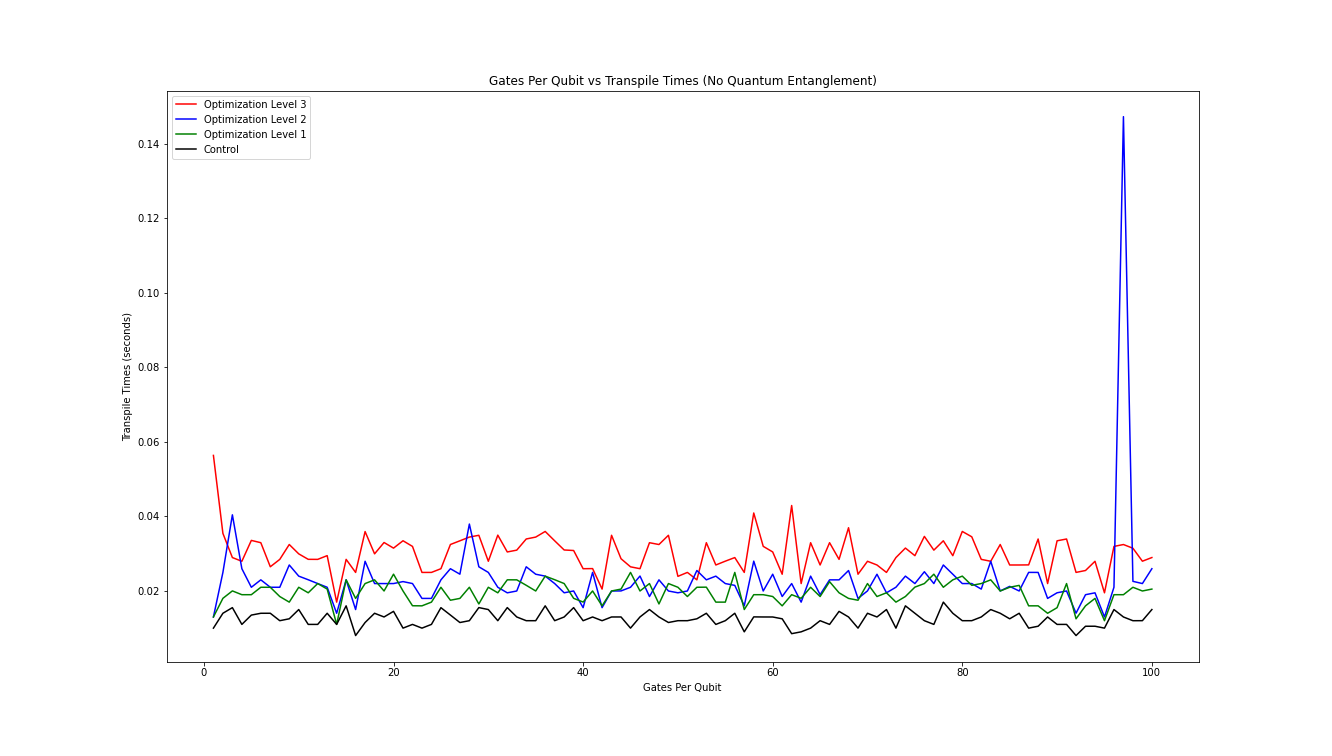 Gates Per Qubit vs Transpile Times (No Quantum Entanglement)
Optimization Level 3
Optimization Level 2
Optimization Level 1
Control
Transpile Times (seconds)
0.14
0.12
0.10
0.08
0.06
0.04
0.02
0 20 40 60 80 100
Gates Per Qubit